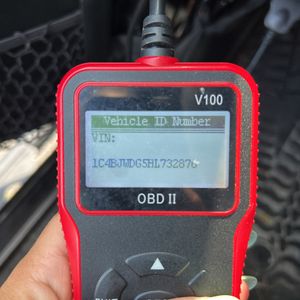 V100
Vehicle ID Number
VIN:
1C4BJWDG5HL732876
OBD II